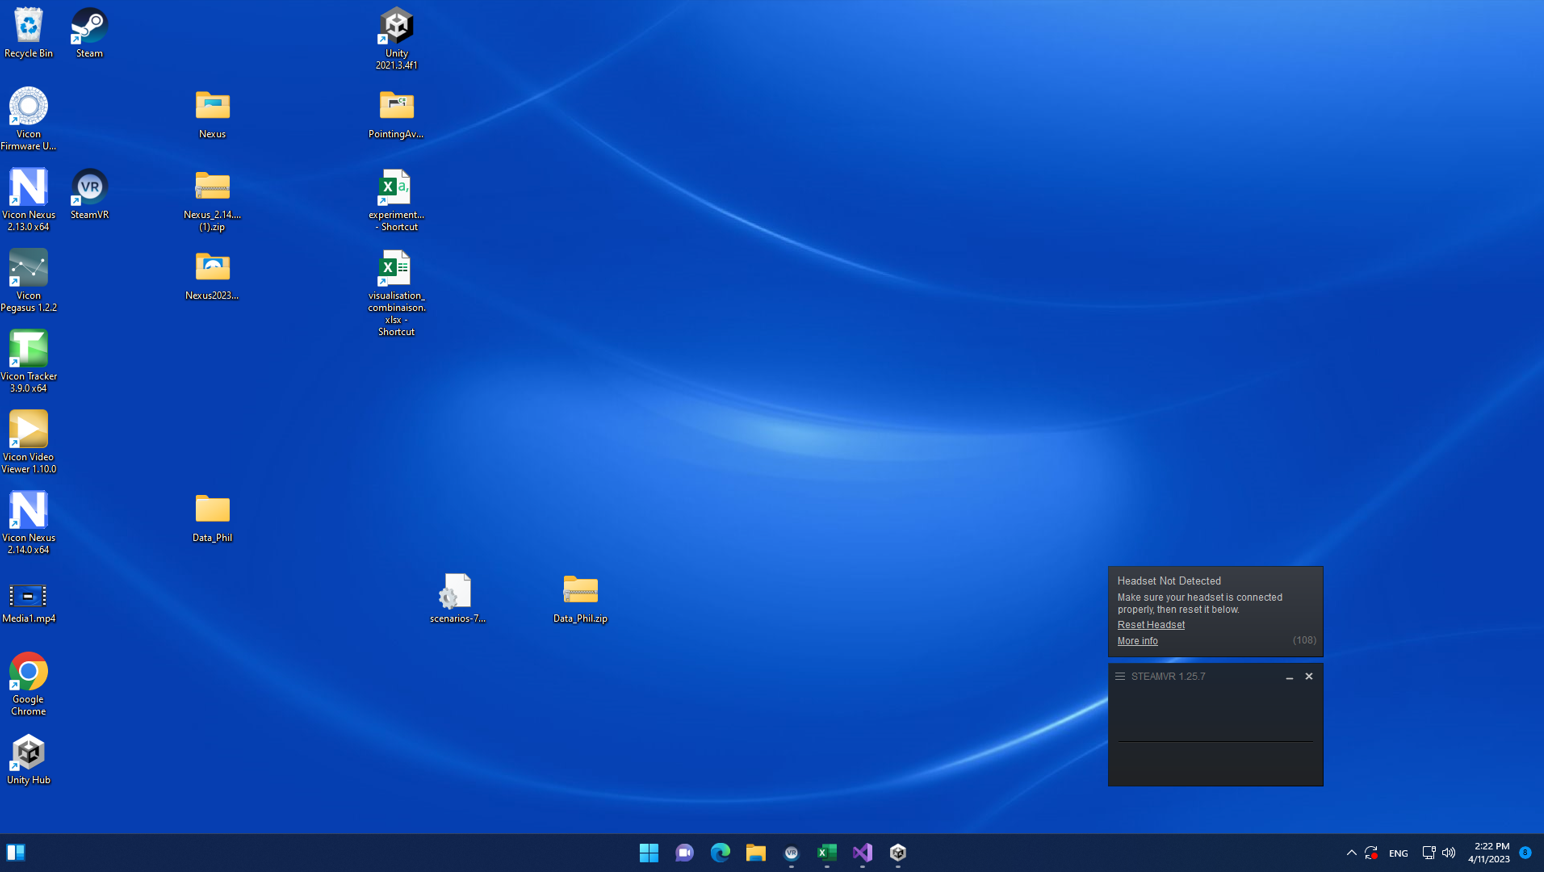 Recycle Bin
Steam
Unity
2021.3.4f1
Vicon
Firmware U...
Nexus
PointingAv...
Vicon Nexus
2.13.0 x64
VR
SteamVR
Nexus_2.14....
(1).zip
experiment...
- Shortcut
Vicon
Pegasus 1.2.2
Nexus2023...
visualisation_
combinaison.
xlsx -
Shortcut
Vicon Tracker
3.9.0 x64
Vicon Video
Viewer 1.10.0
Vicon Nexus
2.14.0 x64
Data_Phil
Media1.mp4
scenarios-7...
Data_Phil.zip
Google
Chrome
Unity Hub
Headset Not Detected
Make sure your headset is connected
properly, then reset it below.
Reset Headset
More info
(108)
STEAMVR 1.25.7
ENG
2:22 PM
4/11/2023